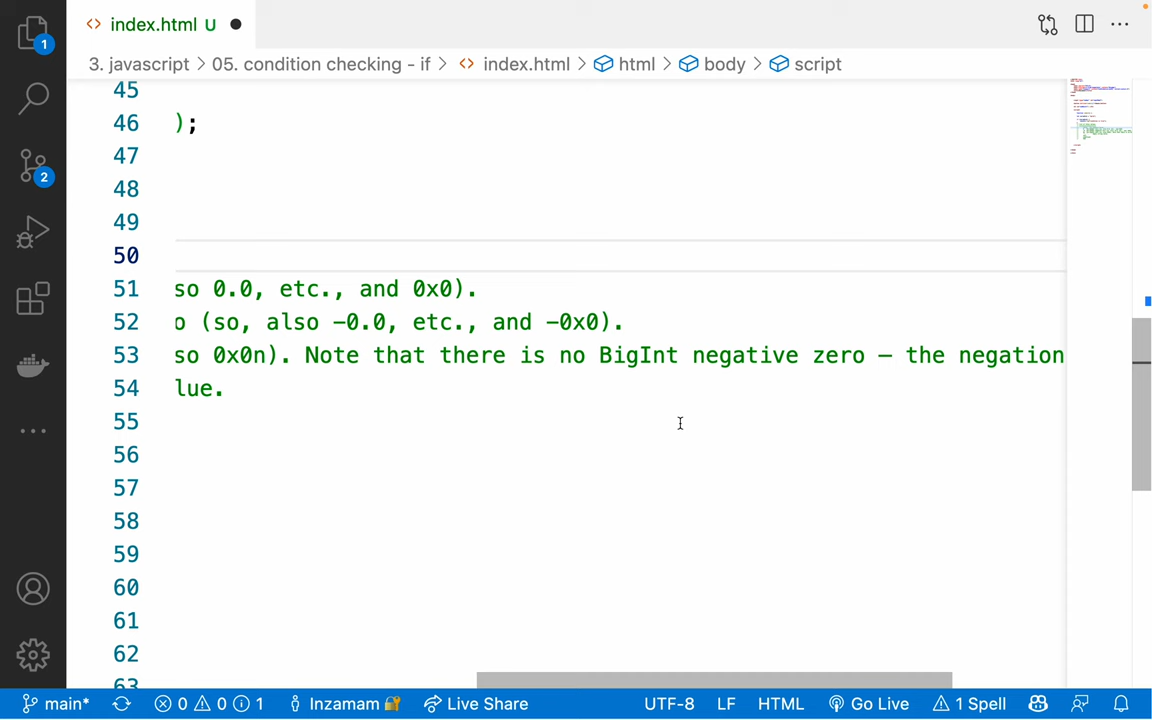 index.html U
3. javascript > 05. condition checking - if > index.html > html > body > script
45
46 );
47
48
49
50
51 so 0.0, etc., and 0x0).
52 o (so, also -0.0, etc., and -0x0).
53 so 0x0n). Note that there is no BigInt negative zero — the negation
54 lue.
55
56
57
58
59
60
61
62
63
1
2
main* 0 0 1 Inzamam Live Share UTF-8 LF HTML Go Live 1 Spell